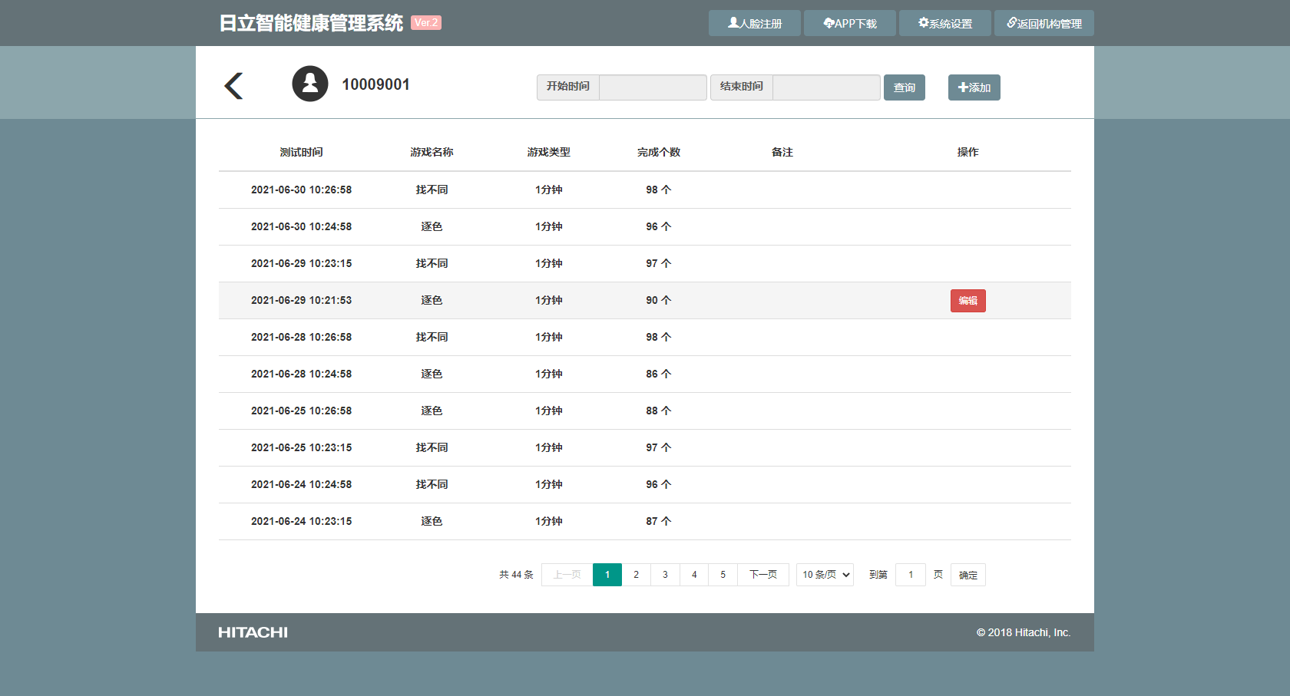 日立智能健康管理系统 Ver.2 人脸注册 APP下载 系统设置 返回机构管理
10009001 开始时间 结束时间 查询 添加
测试时间 游戏名称 游戏类型 完成个数 备注 操作
2021-06-30 10:26:58 找不同 1分钟 98 个
2021-06-30 10:24:58 逐色 1分钟 96 个
2021-06-29 10:23:15 找不同 1分钟 97 个
2021-06-29 10:21:53 逐色 1分钟 90 个 编辑
2021-06-28 10:26:58 找不同 1分钟 98 个
2021-06-28 10:24:58 逐色 1分钟 86 个
2021-06-25 10:26:58 逐色 1分钟 88 个
2021-06-25 10:23:15 找不同 1分钟 97 个
2021-06-24 10:24:58 找不同 1分钟 96 个
2021-06-24 10:23:15 逐色 1分钟 87 个
共 44 条 上一页 1 2 3 4 5 下一页 10 条/页 到第 1 页 确定
HITACHI © 2018 Hitachi, Inc.